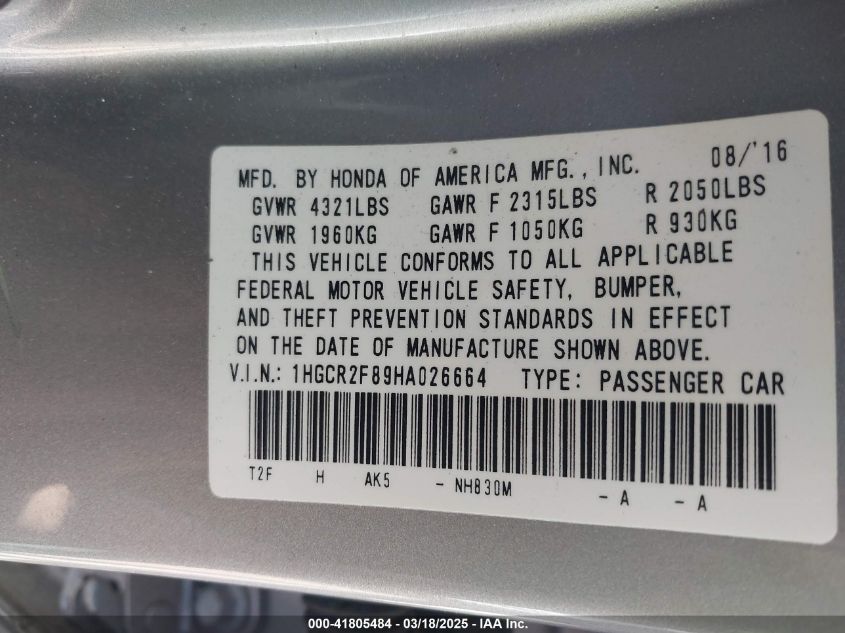 MFD. BY HONDA OF AMERICA MFG., INC. 08/'16
GVWR 4321LBS GAWR F 2315LBS R 2050LBS
GVWR 1960KG GAWR F 1050KG R 930KG
THIS VEHICLE CONFORMS TO ALL APPLICABLE
FEDERAL MOTOR VEHICLE SAFETY, BUMPER,
AND THEFT PREVENTION STANDARDS IN EFFECT
ON THE DATE OF MANUFACTURE SHOWN ABOVE.
V.I.N.: 1HGCR2F89HA026664 TYPE: PASSENGER CAR
T2F H AK5 - NH830M - A - A
000-41805484 - 03/18/2025 - IAA Inc.